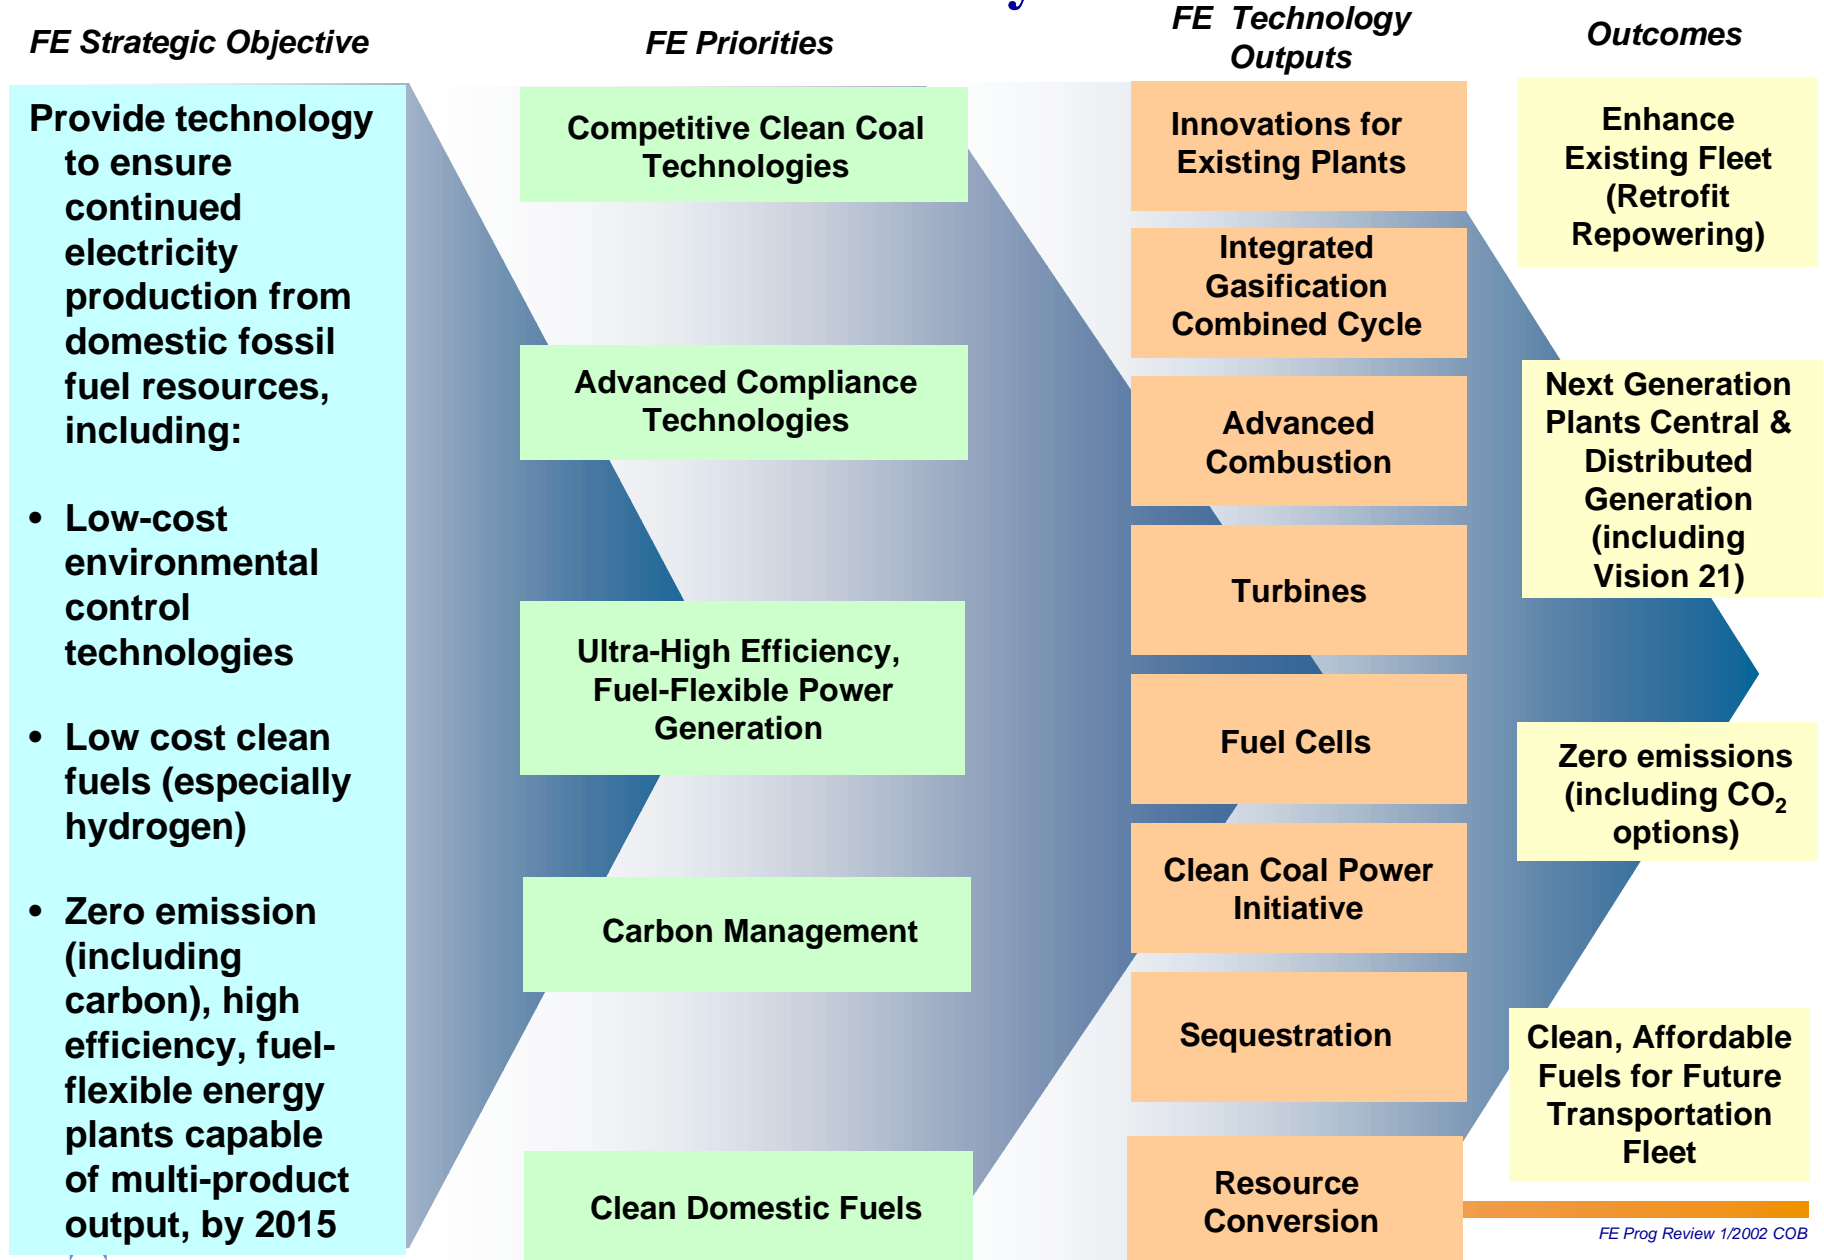 FE Strategic Objective
Provide technology
to ensure
continued
electricity
production from
domestic fossil
fuel resources,
including:
• Low-cost
environmental
control
technologies
• Low cost clean
fuels (especially
hydrogen)
• Zero emission
(including
carbon), high
efficiency, fuel-
flexible energy
plants capable
of multi-product
output, by 2015
FE Priorities
Competitive Clean Coal
Technologies
Advanced Compliance
Technologies
Ultra-High Efficiency,
Fuel-Flexible Power
Generation
Carbon Management
Clean Domestic Fuels
FE Technology
Outputs
Innovations for
Existing Plants
Integrated
Gasification
Combined Cycle
Advanced
Combustion
Turbines
Fuel Cells
Clean Coal Power
Initiative
Sequestration
Resource
Conversion
Outcomes
Enhance
Existing Fleet
(Retrofit
Repowering)
Next Generation
Plants Central &
Distributed
Generation
(including
Vision 21)
Zero emissions
(including CO₂
options)
Clean, Affordable
Fuels for Future
Transportation
Fleet
FE Prog Review 1/2002 COB